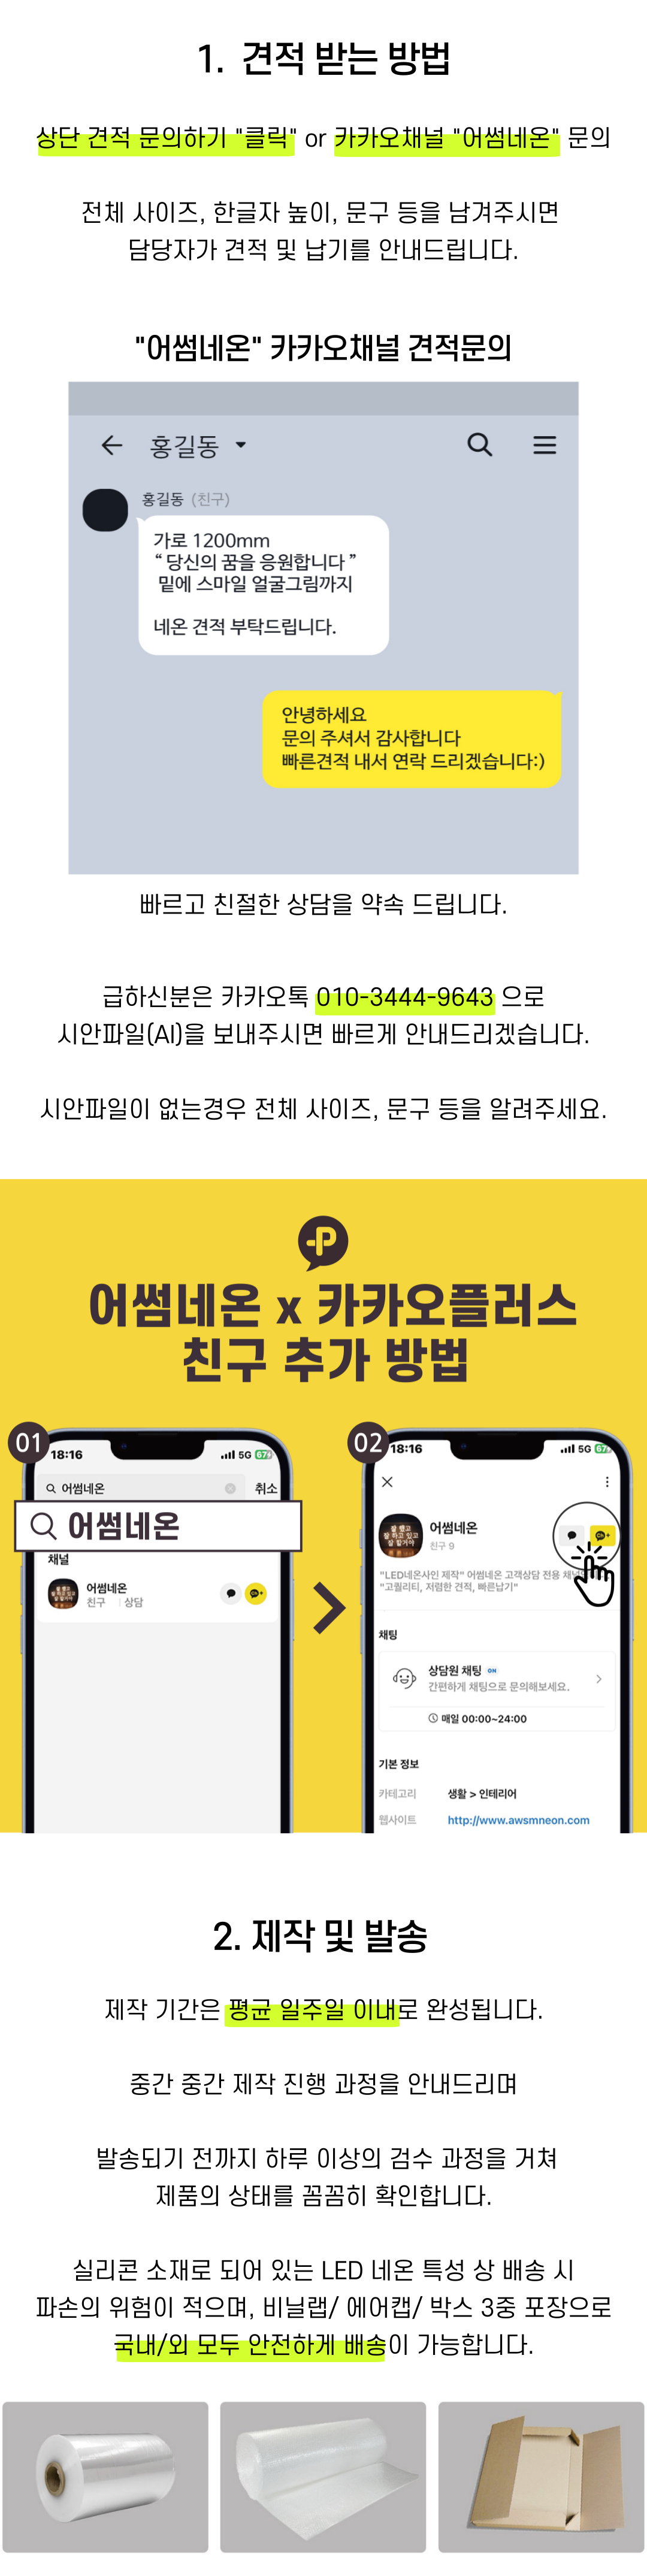 1. 견적 받는 방법
상단 견적 문의하기 "클릭" or 카카오채널 "어썸네온" 문의
전체 사이즈, 한글자 높이, 문구 등을 남겨주시면
담당자가 견적 및 납기를 안내드립니다.
"어썸네온" 카카오채널 견적문의
홍길동
홍길동 (친구)
가로 1200mm
“ 당신의 꿈을 응원합니다 ”
밑에 스마일 얼굴그림까지
네온 견적 부탁드립니다.
안녕하세요
문의 주셔서 감사합니다
빠른견적 내서 연락 드리겠습니다:)
빠르고 친절한 상담을 약속 드립니다.
급하신분은 카카오톡 010-3444-9643 으로
시안파일(AI)을 보내주시면 빠르게 안내드리겠습니다.
시안파일이 없는경우 전체 사이즈, 문구 등을 알려주세요.
+P
어썸네온 x 카카오플러스
친구 추가 방법
01
18:16
5G 67
어썸네온
취소
어썸네온
채널
어썸네온
친구 | 상담
Ch+
02
18:16
5G 67
어썸네온
친구 9
Ch+
"LED네온사인 제작" 어썸네온 고객상담 전용 채널
"고퀄리티, 저렴한 견적, 빠른납기"
채팅
상담원 채팅 ON
간편하게 채팅으로 문의해보세요.
매일 00:00~24:00
기본 정보
카테고리 생활 > 인테리어
웹사이트 http://www.awsmneon.com
2. 제작 및 발송
제작 기간은 평균 일주일 이내로 완성됩니다.
중간 중간 제작 진행 과정을 안내드리며
발송되기 전까지 하루 이상의 검수 과정을 거쳐
제품의 상태를 꼼꼼히 확인합니다.
실리콘 소재로 되어 있는 LED 네온 특성 상 배송 시
파손의 위험이 적으며, 비닐랩/ 에어캡/ 박스 3중 포장으로
국내/외 모두 안전하게 배송이 가능합니다.